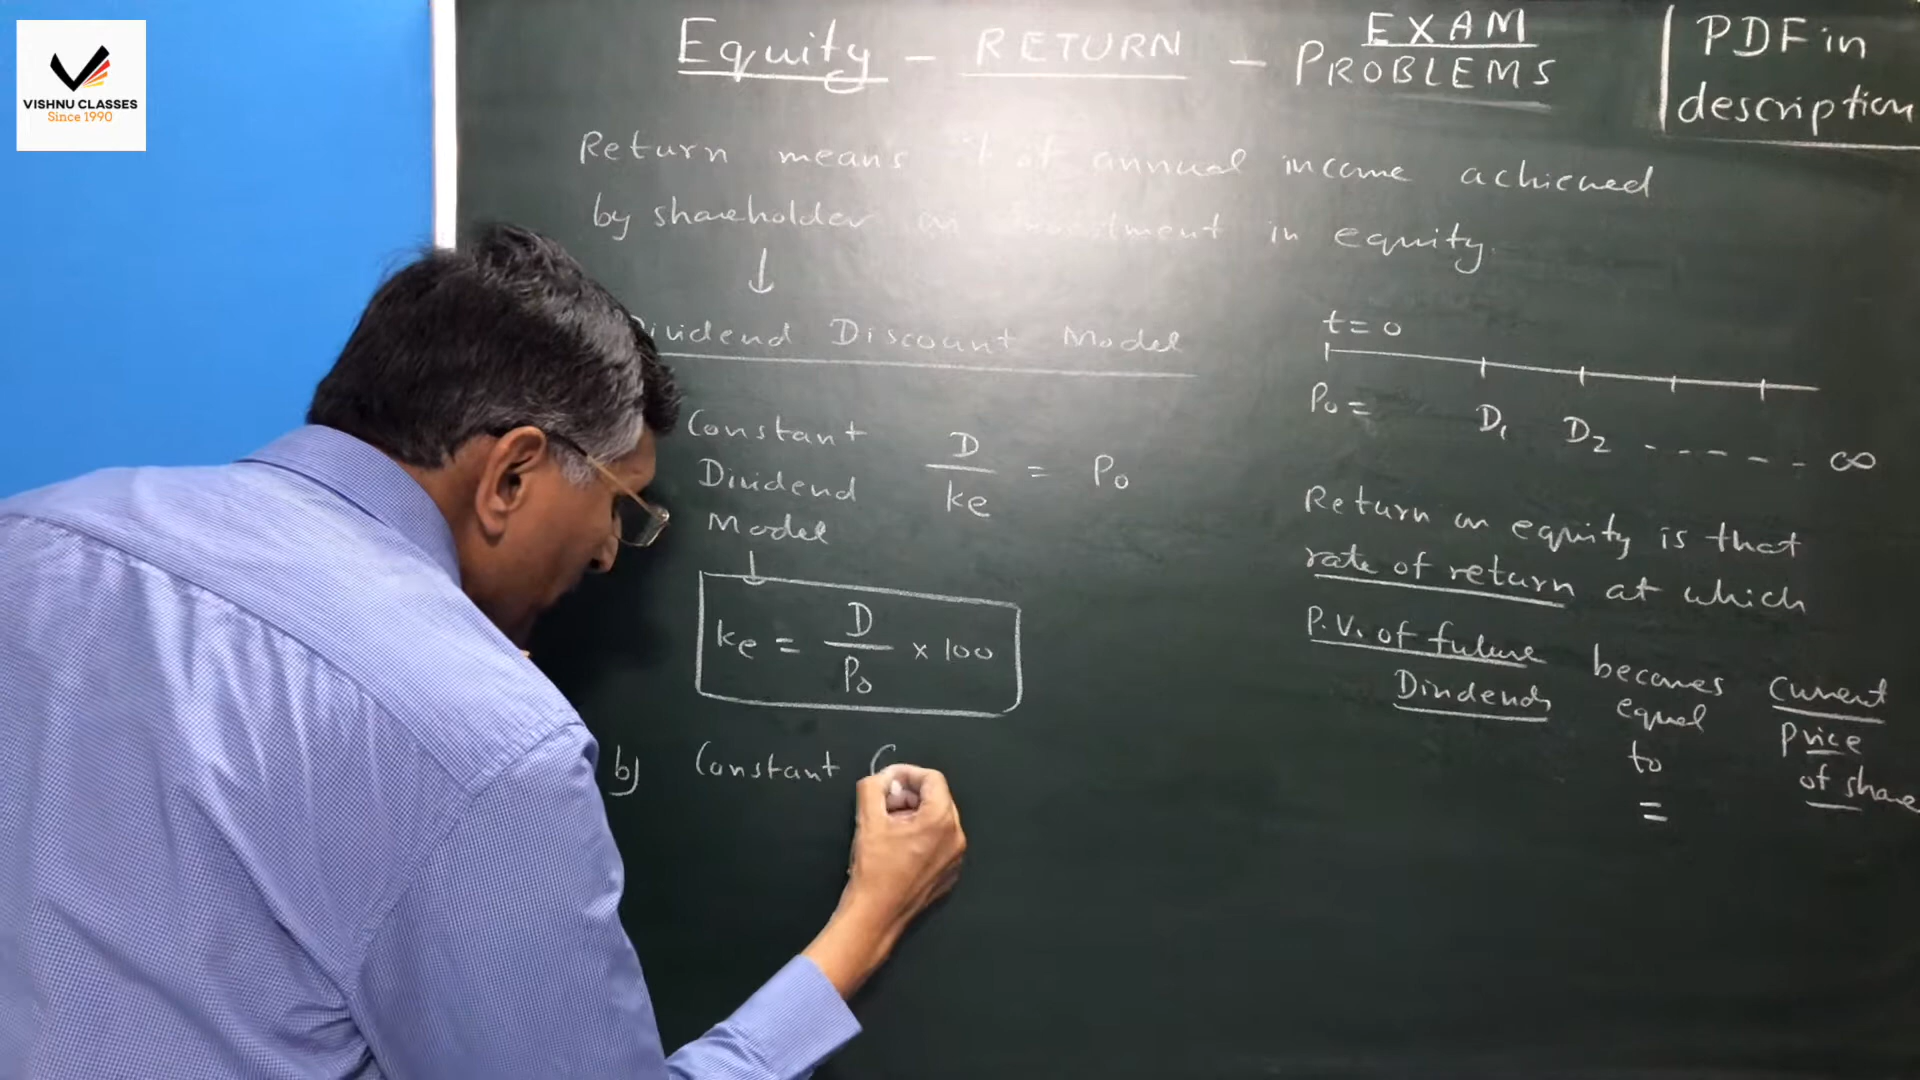 VISHNU CLASSES
Since 1990
Equity - RETURN - EXAM PROBLEMS
PDF in
description
Return means % of annual income achieved
by shareholder on investment in equity.
↓
Dividend Discount Model
Constant
Dividend
Model
D
ke
= P₀
↓
ke = D/P₀ × 100
b) Constant G
t = 0
P₀ =
D₁ D₂ - - - - - ∞
Return on equity is that
rate of return at which
P.V. of future
Dividends
becomes
equal
to
=
Current
Price
of share